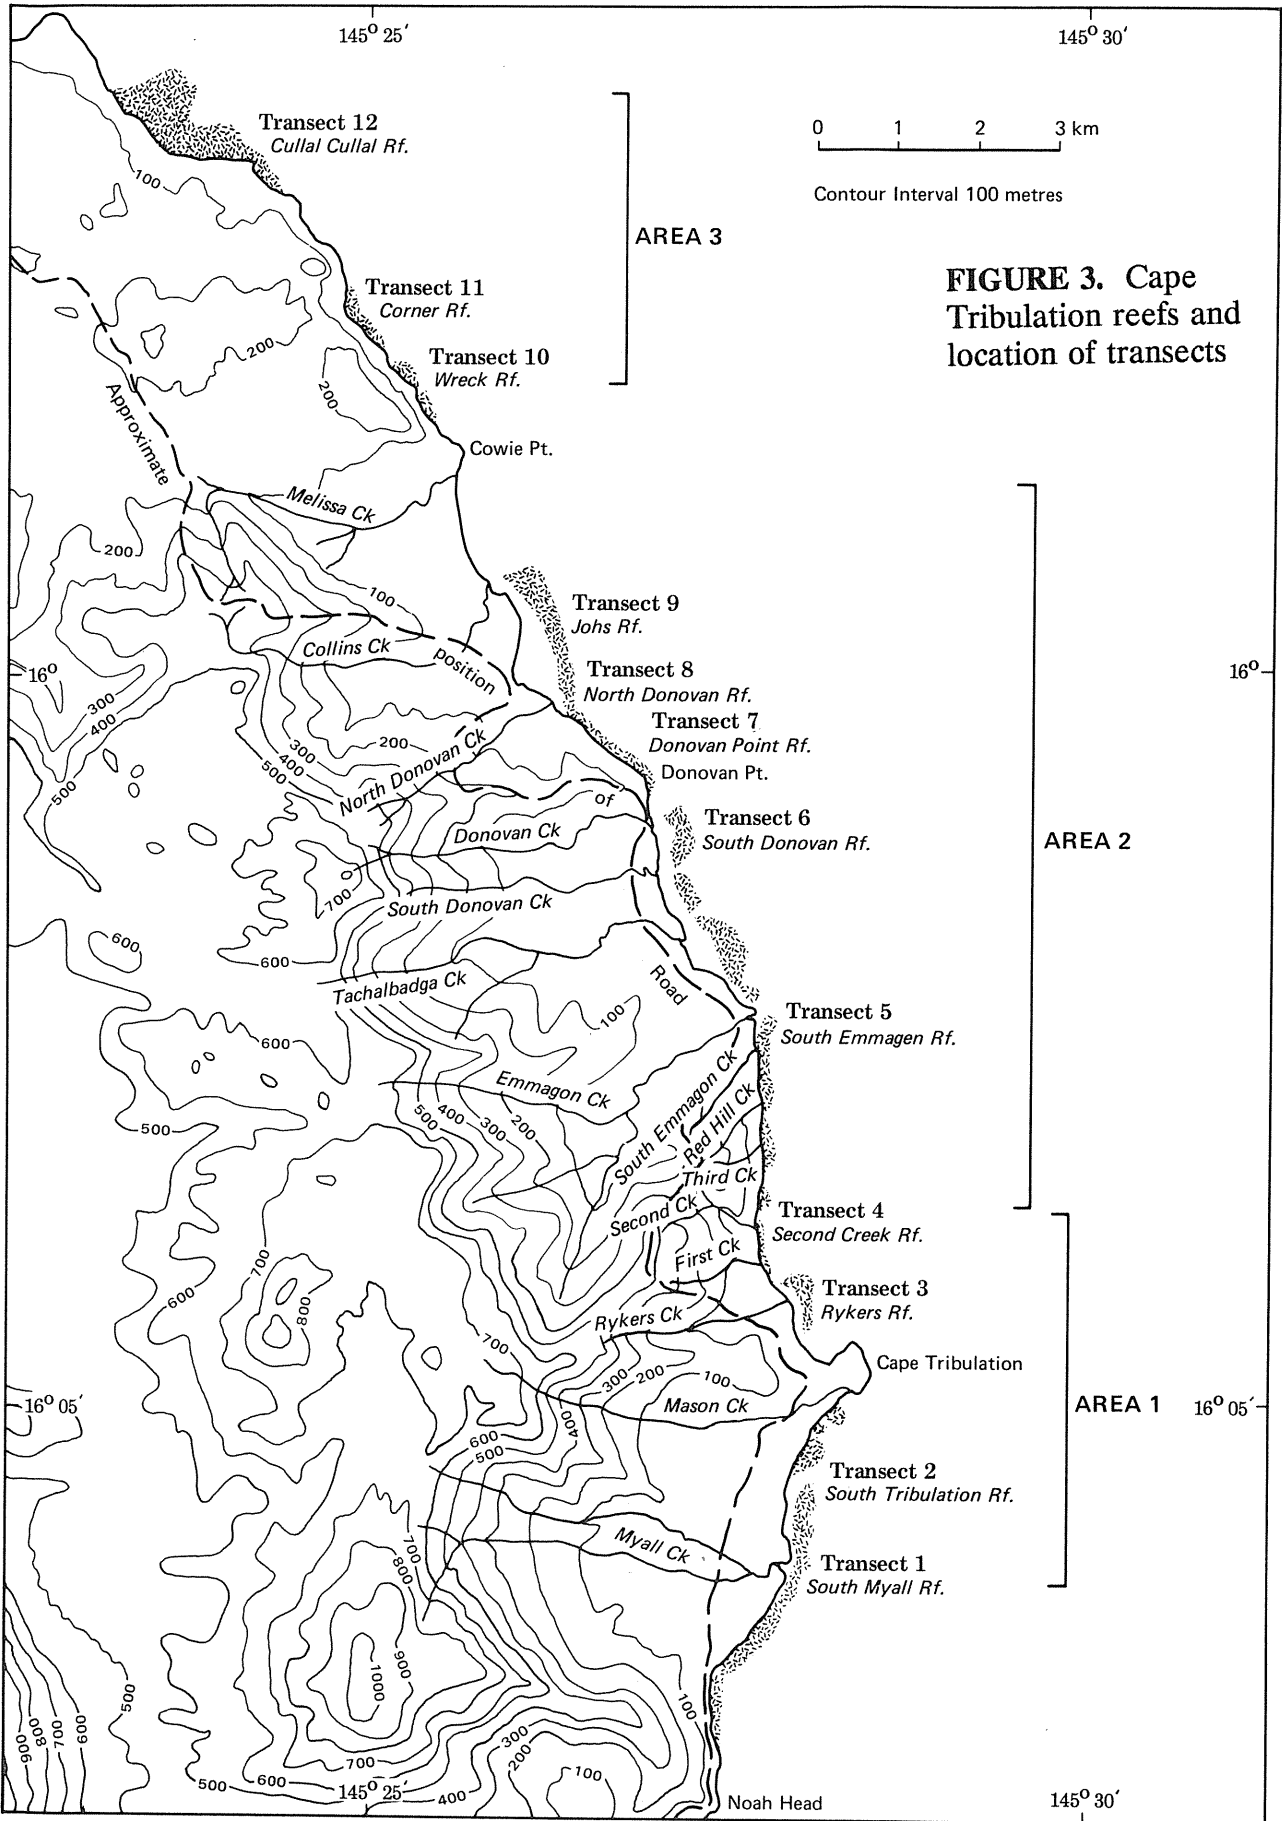 145° 25′
145° 30′
Transect 12
Cullal Cullal Rf.
0 1 2 3 km
Contour Interval 100 metres
100
AREA 3
FIGURE 3. Cape
Tribulation reefs and
location of transects
Transect 11
Corner Rf.
200
Transect 10
Wreck Rf.
200
Approximate
Cowie Pt.
Melissa Ck
200
100
Transect 9
Johs Rf.
Collins Ck
position
16°
16°
Transect 8
North Donovan Rf.
300
400
500
Transect 7
Donovan Point Rf.
Donovan Pt.
200
300
400
500
North Donovan Ck
of
Transect 6
South Donovan Rf.
Donovan Ck
AREA 2
700
South Donovan Ck
600
600
Tachalbadga Ck
Road
100
Transect 5
South Emmagen Rf.
600
Emmagon Ck
500
400
300
200
500
South Emmagon Ck
Red Hill Ck
Third Ck
Second Ck
Transect 4
Second Creek Rf.
First Ck
700
600
800
Transect 3
Rykers Rf.
Rykers Ck
700
Cape Tribulation
300
200
100
16° 05′
Mason Ck
AREA 1
16° 05′
400
600
500
Transect 2
South Tribulation Rf.
Myall Ck
700
800
Transect 1
South Myall Rf.
900
1000
500
100
900
800
700
600
300
200
100
700
600
500
145° 25′
400
Noah Head
145° 30′